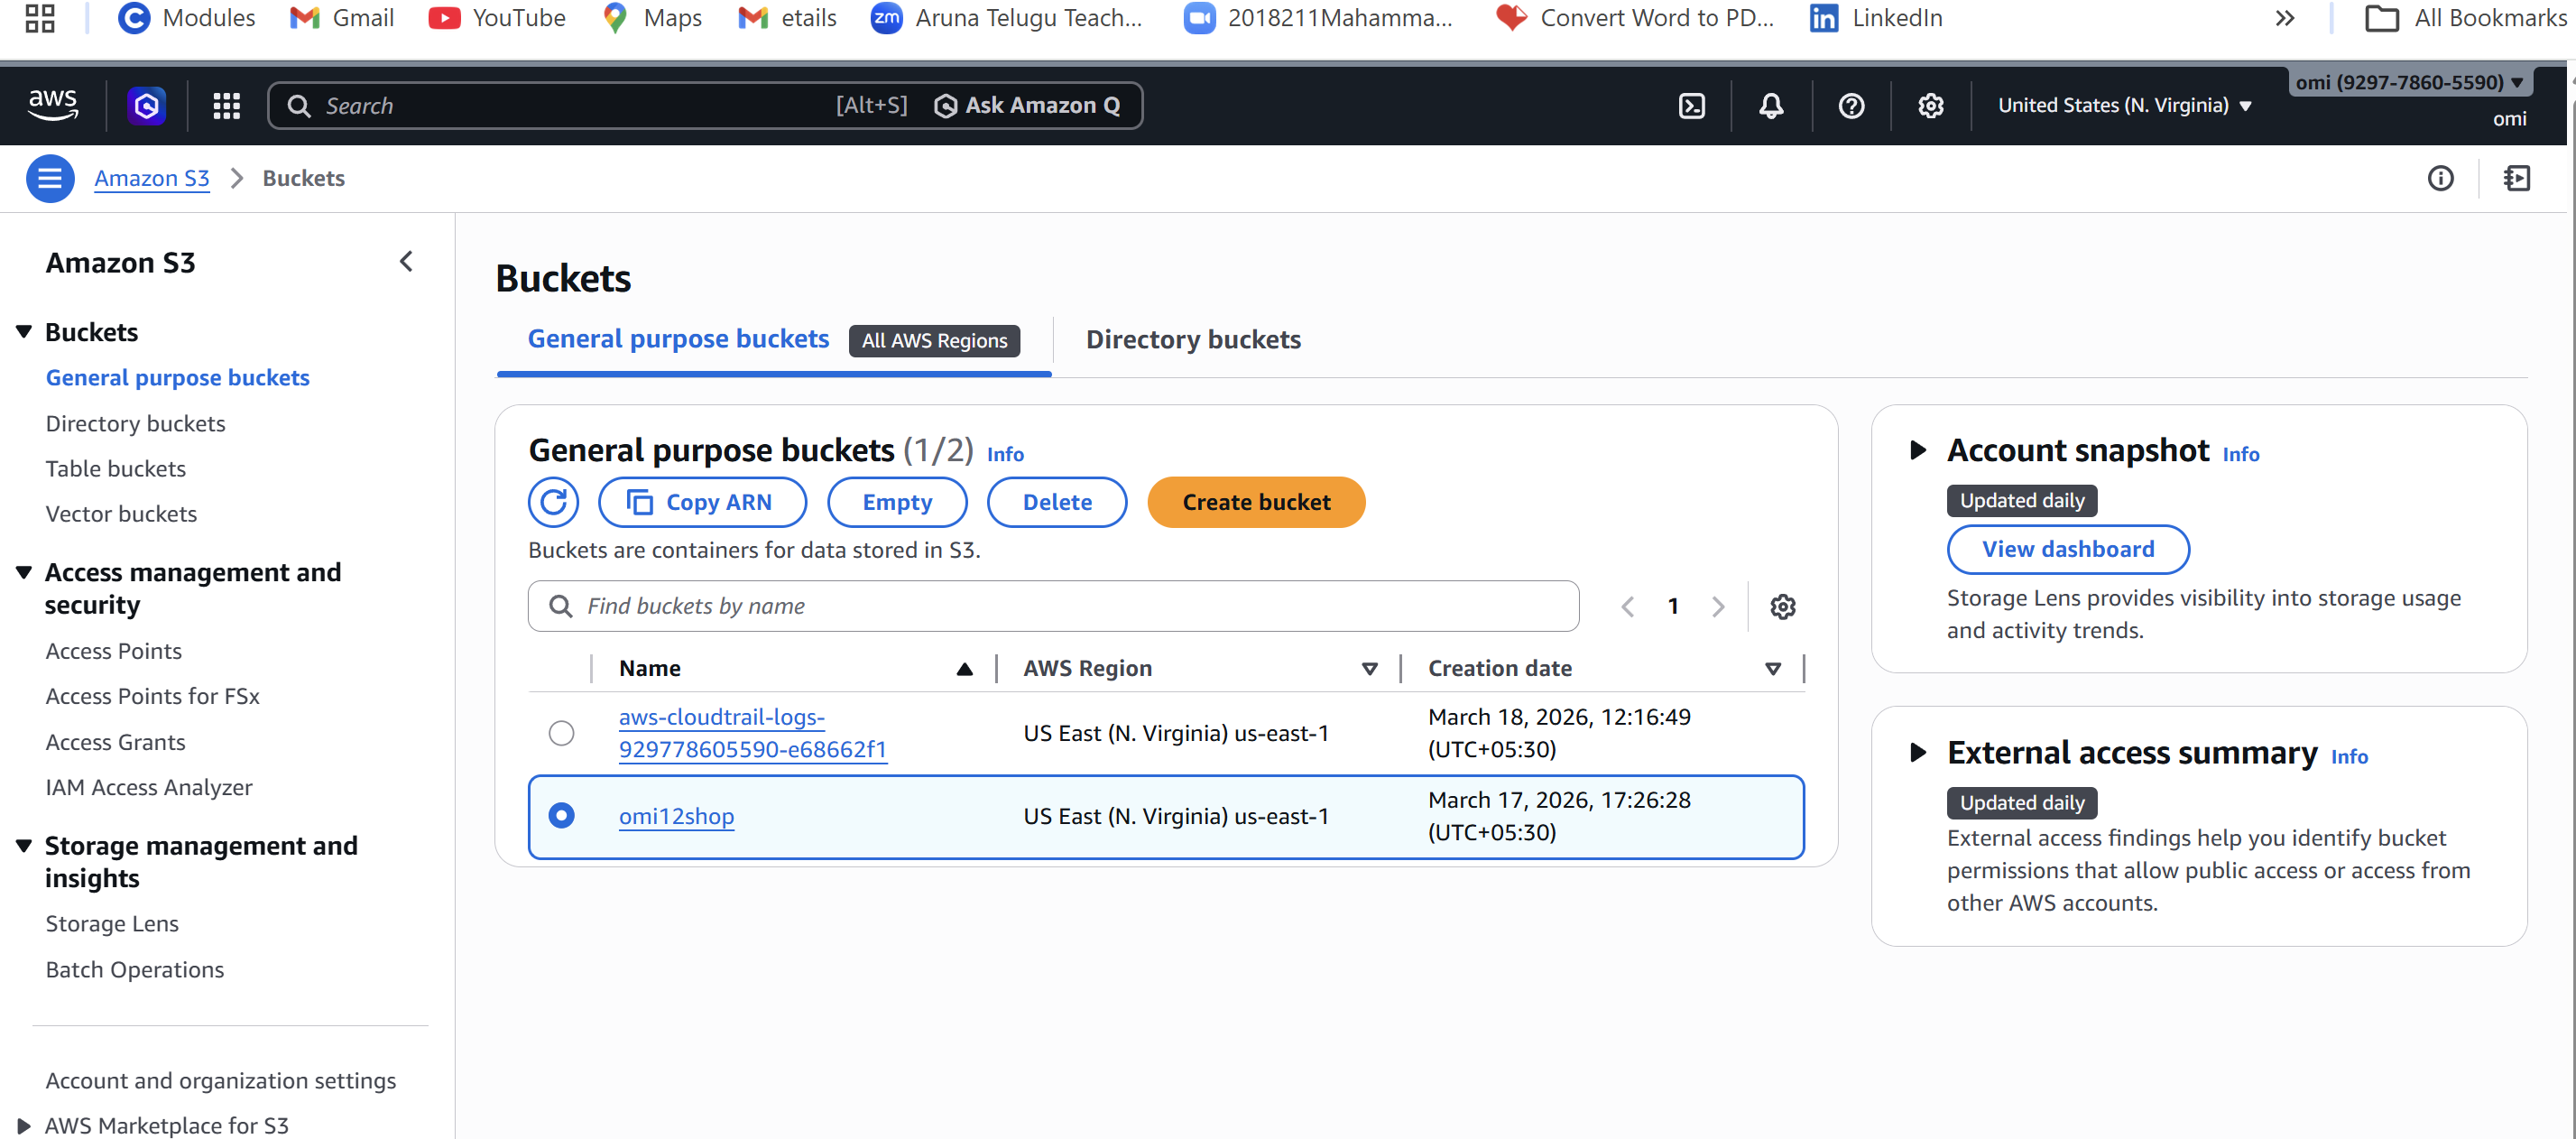 Modules
Gmail
YouTube
Maps
etails
Aruna Telugu Teach...
2018211Mahamma...
Convert Word to PD...
LinkedIn
All Bookmarks
aws
Search
[Alt+S]
Ask Amazon Q
United States (N. Virginia)
omi (9297-7860-5590)
omi
Amazon S3
Buckets
Amazon S3
Buckets
General purpose buckets
Directory buckets
Table buckets
Vector buckets
Access management and
security
Access Points
Access Points for FSx
Access Grants
IAM Access Analyzer
Storage management and
insights
Storage Lens
Batch Operations
Account and organization settings
AWS Marketplace for S3
Buckets
General purpose buckets
All AWS Regions
Directory buckets
General purpose buckets (1/2) Info
Copy ARN
Empty
Delete
Create bucket
Buckets are containers for data stored in S3.
Find buckets by name
1
Name
AWS Region
Creation date
aws-cloudtrail-logs-
929778605590-e68662f1
US East (N. Virginia) us-east-1
March 18, 2026, 12:16:49
(UTC+05:30)
omi12shop
US East (N. Virginia) us-east-1
March 17, 2026, 17:26:28
(UTC+05:30)
Account snapshot Info
Updated daily
View dashboard
Storage Lens provides visibility into storage usage
and activity trends.
External access summary Info
Updated daily
External access findings help you identify bucket
permissions that allow public access or access from
other AWS accounts.